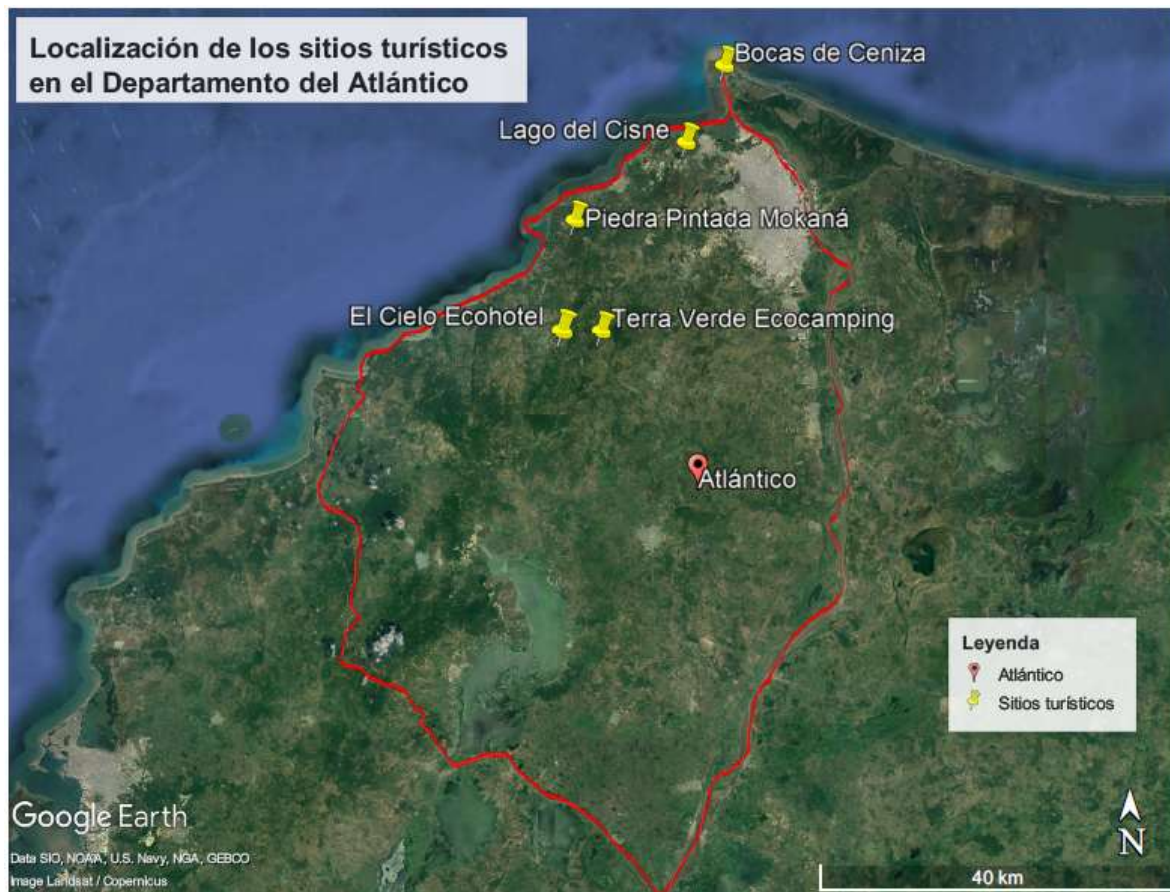 Localización de los sitios turísticos
en el Departamento del Atlántico
Bocas de Ceniza
Lago del Cisne
Piedra Pintada Mokaná
El Cielo Ecohotel
Terra Verde Ecocamping
Atlántico
Leyenda
Atlántico
Sitios turísticos
Google Earth
Data SIO, NOAA, U.S. Navy, NGA, GEBCO
Image Landsat / Copernicus
N
40 km